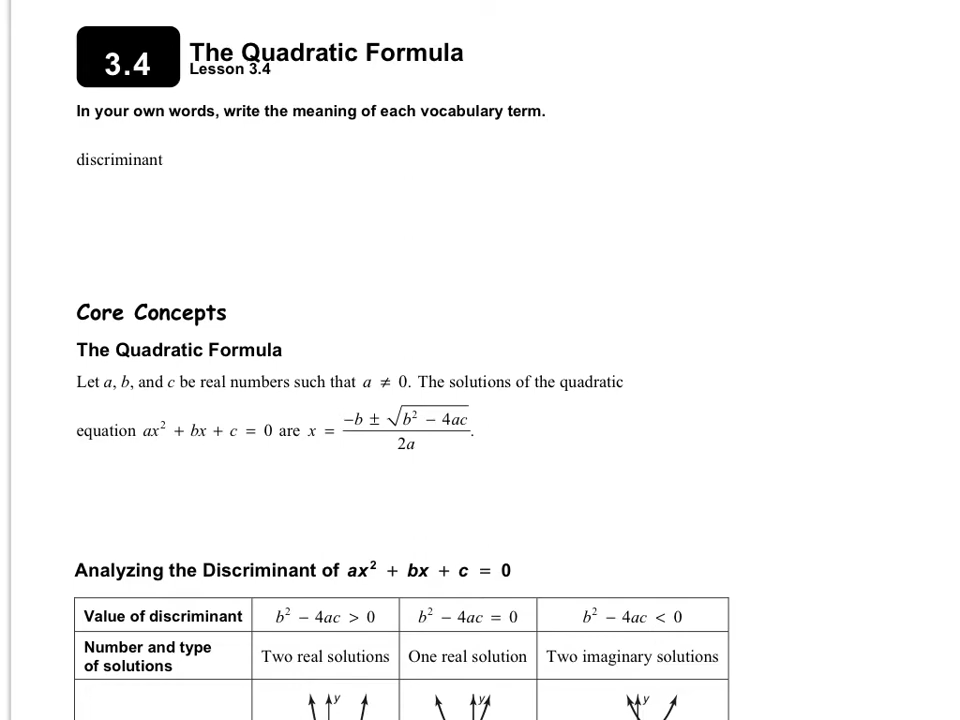 3.4
The Quadratic Formula
Lesson 3.4
In your own words, write the meaning of each vocabulary term.
discriminant
Core Concepts
The Quadratic Formula
Let a, b, and c be real numbers such that a ≠ 0. The solutions of the quadratic
equation ax² + bx + c = 0 are x = (−b ± √(b² − 4ac))/(2a).
Analyzing the Discriminant of ax² + bx + c = 0
Value of discriminant b² − 4ac > 0 b² − 4ac = 0 b² − 4ac < 0
Number and type
of solutions
Two real solutions One real solution Two imaginary solutions
y y y